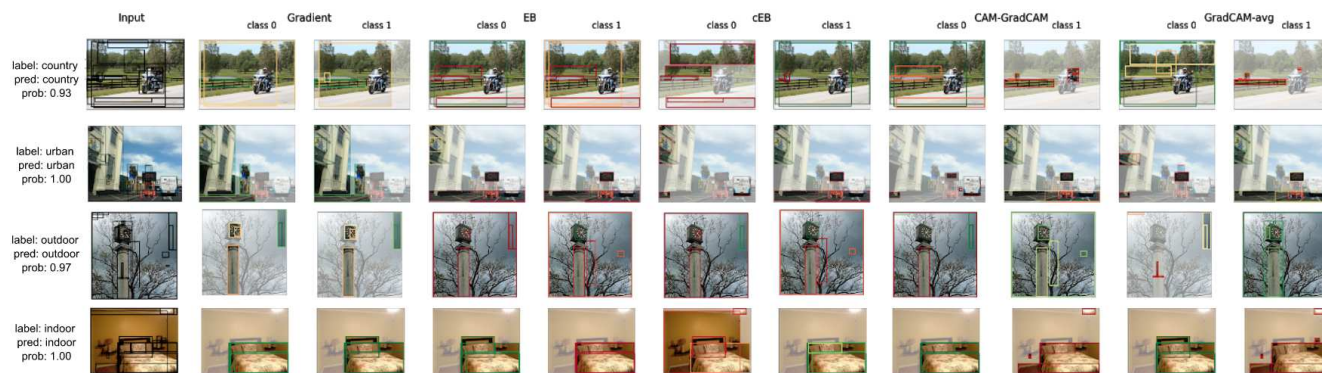 Input Gradient EB cEB CAM-GradCAM GradCAM-avg
class 0 class 1 class 0 class 1 class 0 class 1 class 0 class 1 class 0 class 1
label: country
pred: country
prob: 0.93
label: urban
pred: urban
prob: 1.00
label: outdoor
pred: outdoor
prob: 0.97
label: indoor
pred: indoor
prob: 1.00